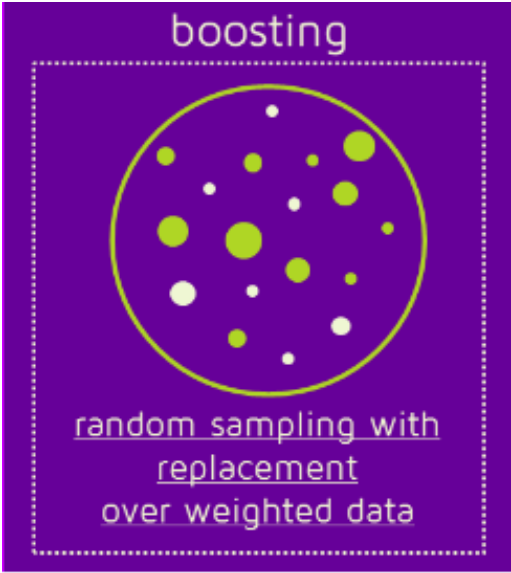 boosting
random sampling with
replacement
over weighted data